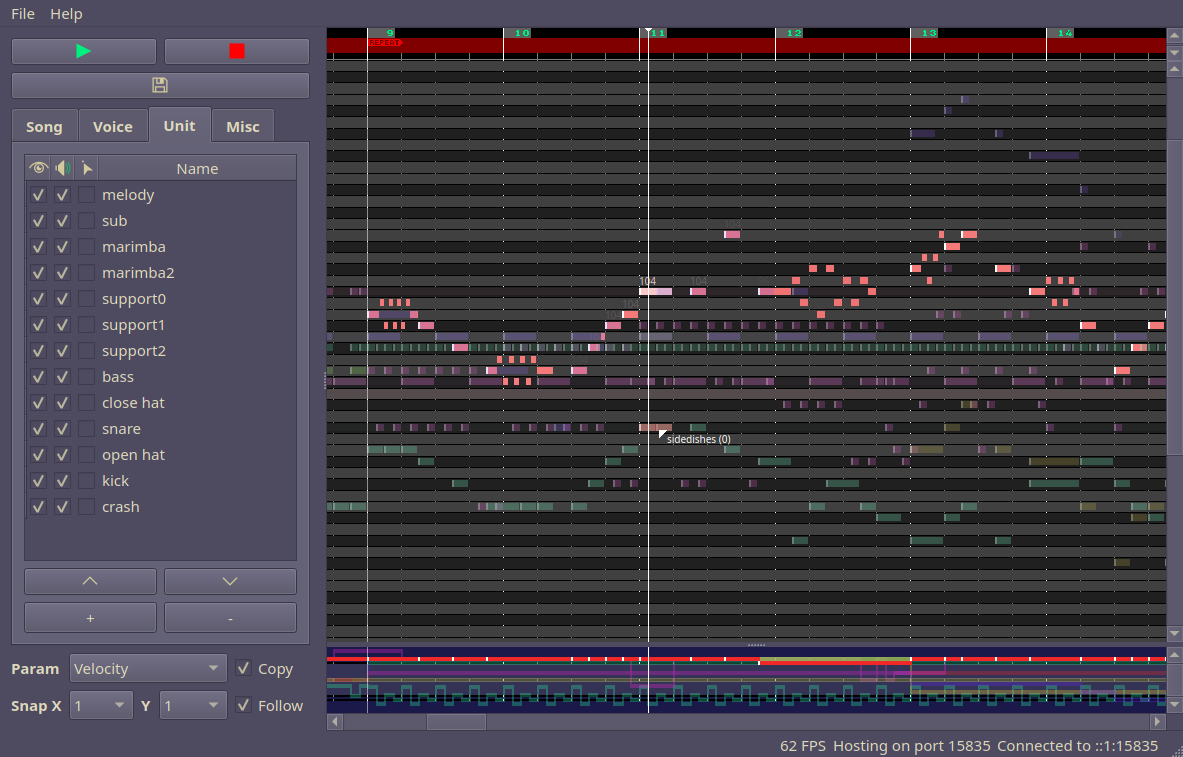 File Help
Song Voice Unit Misc
Name
melody
sub
marimba
marimba2
support0
support1
support2
bass
close hat
snare
open hat
kick
crash
+ -
Param Velocity Copy
Snap X 1 Y 1 Follow
9 10 11 12 13 14
REPEAT
104 104
104
sidedishes (0)
62 FPS Hosting on port 15835 Connected to ::1:15835